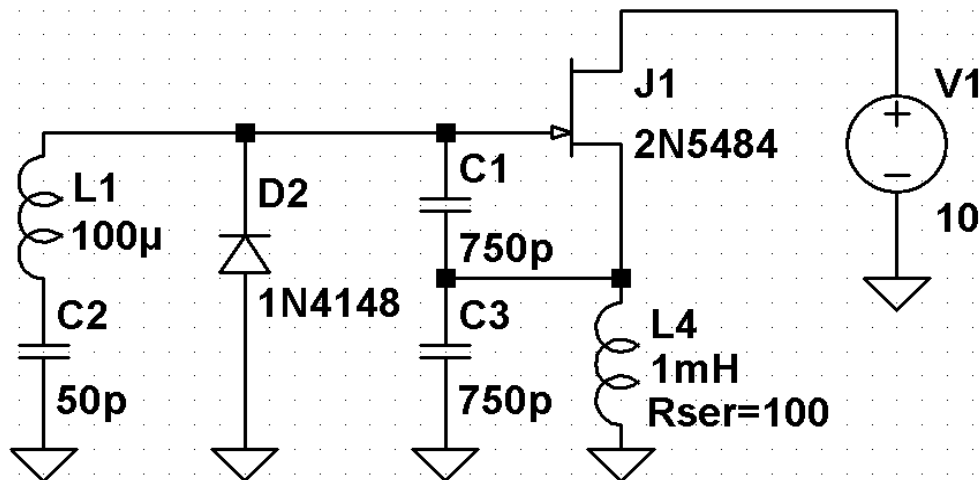 J1
2N5484
V1
10
L1
100µ
D2
1N4148
C1
750p
C2
50p
C3
750p
L4
1mH
Rser=100
+
−